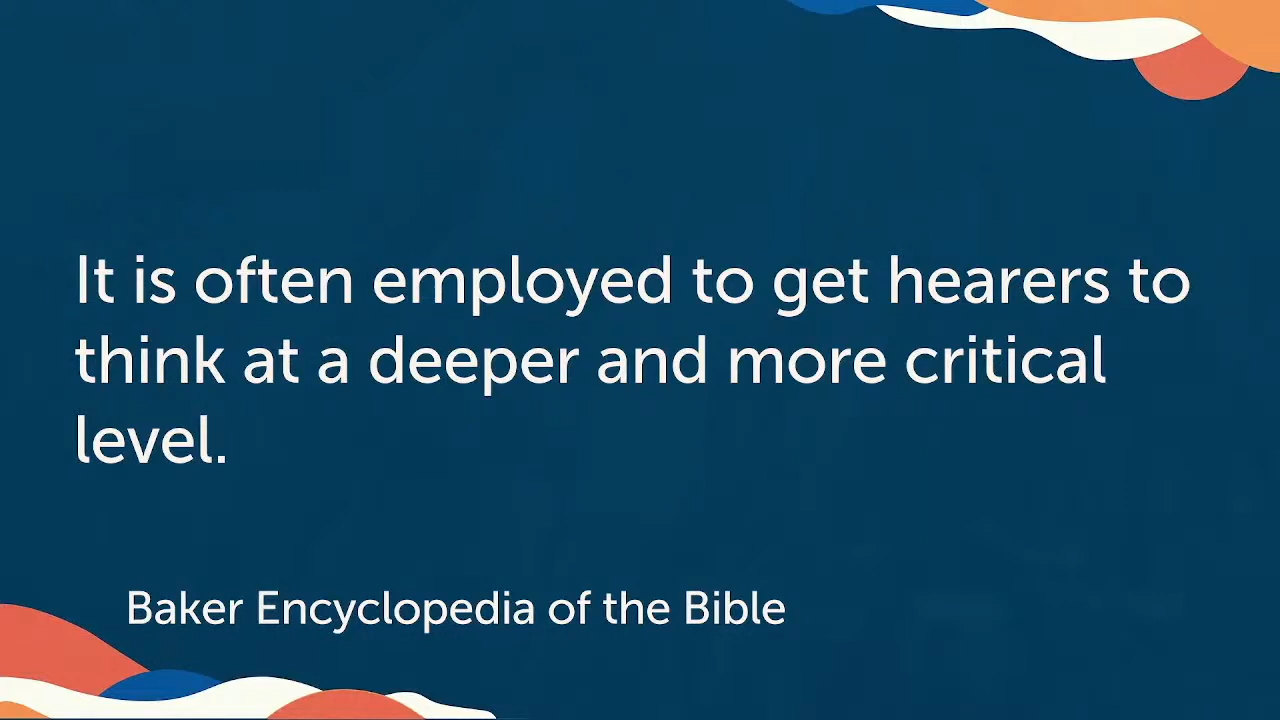 It is often employed to get hearers to
think at a deeper and more critical
level.
Baker Encyclopedia of the Bible